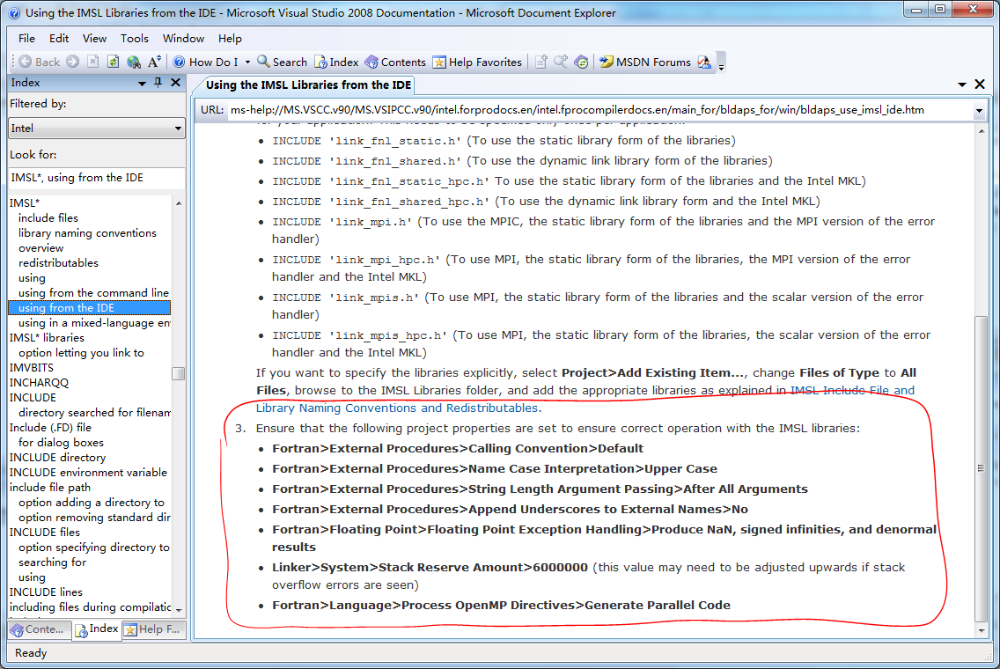 Using the IMSL Libraries from the IDE - Microsoft Visual Studio 2008 Documentation - Microsoft Document Explorer
File Edit View Tools Window Help
Back How Do I Search Index Contents Help Favorites MSDN Forums
Index
Filtered by:
Intel
Look for:
IMSL*, using from the IDE
IMSL*
include files
library naming conventions
overview
redistributables
using
using from the command line
using from the IDE
using in a mixed-language en
IMSL* libraries
option letting you link to
IMVBITS
INCHARQQ
INCLUDE
directory searched for filenam
Include (.FD) file
for dialog boxes
INCLUDE directory
INCLUDE environment variable
include file path
option adding a directory to
option removing standard dir
INCLUDE files
option specifying directory to
searching for
using
INCLUDE lines
including files during compilatic
Conte... Index Help F...
Using the IMSL Libraries from the IDE
URL: ms-help://MS.VSCC.v90/MS.VSIPCC.v90/intel.forprodocs.en/intel.fprocompilerdocs.en/main_for/bldaps_for/win/bldaps_use_imsl_ide.htm
for your application. This needs to be specified only once per application.
• INCLUDE 'link_fnl_static.h' (To use the static library form of the libraries)
• INCLUDE 'link_fnl_shared.h' (To use the dynamic link library form of the libraries)
• INCLUDE 'link_fnl_static_hpc.h' To use the static library form of the libraries and the Intel MKL)
• INCLUDE 'link_fnl_shared_hpc.h' (To use the dynamic link library form and the Intel MKL)
• INCLUDE 'link_mpi.h' (To use the MPIC, the static library form of the libraries and the MPI version of the error
handler)
• INCLUDE 'link_mpi_hpc.h' (To use MPI, the static library form of the libraries, the MPI version of the error
handler and the Intel MKL)
• INCLUDE 'link_mpis.h' (To use MPI, the static library form of the libraries and the scalar version of the error
handler)
• INCLUDE 'link_mpis_hpc.h' (To use MPI, the static library form of the libraries, the scalar version of the error
handler and the Intel MKL)
If you want to specify the libraries explicitly, select Project>Add Existing Item..., change Files of Type to All
Files, browse to the IMSL Libraries folder, and add the appropriate libraries as explained in IMSL Include File and
Library Naming Conventions and Redistributables.
3. Ensure that the following project properties are set to ensure correct operation with the IMSL libraries:
• Fortran>External Procedures>Calling Convention>Default
• Fortran>External Procedures>Name Case Interpretation>Upper Case
• Fortran>External Procedures>String Length Argument Passing>After All Arguments
• Fortran>External Procedures>Append Underscores to External Names>No
• Fortran>Floating Point>Floating Point Exception Handling>Produce NaN, signed infinities, and denormal
results
• Linker>System>Stack Reserve Amount>6000000 (this value may need to be adjusted upwards if stack
overflow errors are seen)
• Fortran>Language>Process OpenMP Directives>Generate Parallel Code
Ready